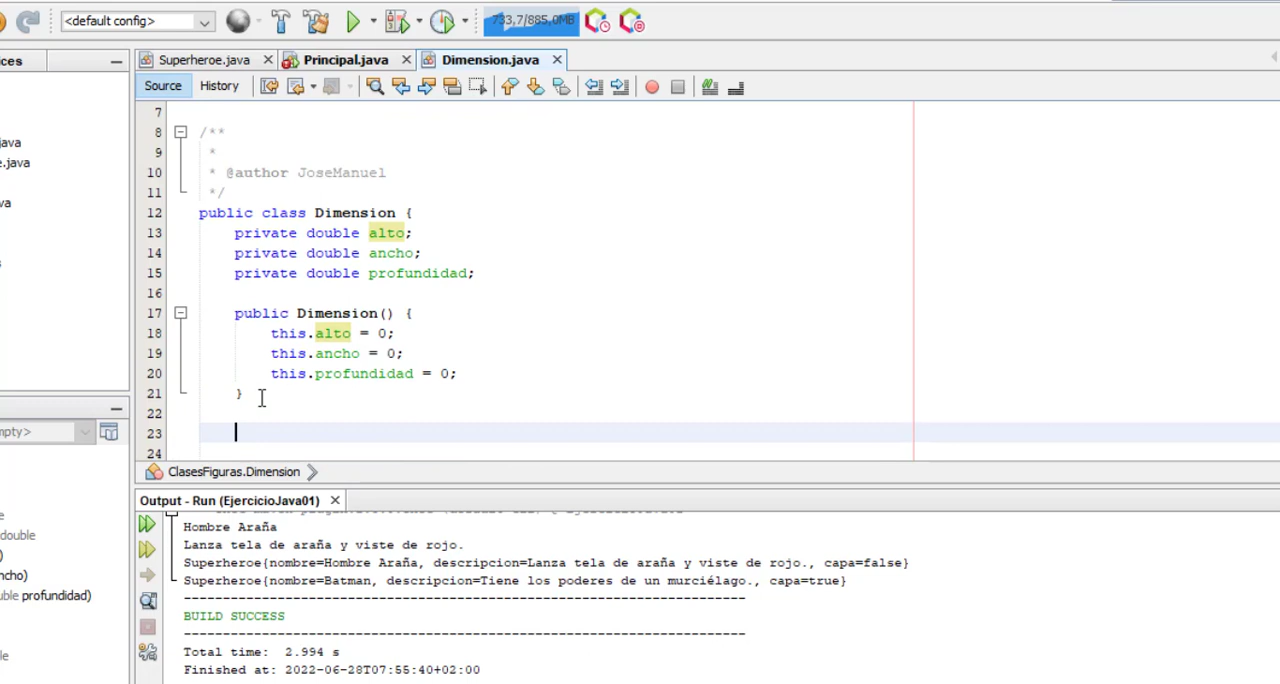 <default config>
733,7/885,0MB
ces
Superheroe.java
Principal.java
Dimension.java
Source
History
java
e.java
va
s
7
8 /**
9 *
10 * @author JoseManuel
11 */
12 public class Dimension {
13 private double alto;
14 private double ancho;
15 private double profundidad;
16
17 public Dimension() {
18 this.alto = 0;
19 this.ancho = 0;
20 this.profundidad = 0;
21 }
22
23
24
mpty>
ClasesFiguras.Dimension
Output - Run (EjercicioJava01)
e
double
)
ncho)
uble profundidad)
le
Hombre Araña
Lanza tela de araña y viste de rojo.
Superheroe{nombre=Hombre Araña, descripcion=Lanza tela de araña y viste de rojo., capa=false}
Superheroe{nombre=Batman, descripcion=Tiene los poderes de un murciélago., capa=true}
------------------------------------------------------------------------
BUILD SUCCESS
------------------------------------------------------------------------
Total time:  2.994 s
Finished at: 2022-06-28T07:55:40+02:00